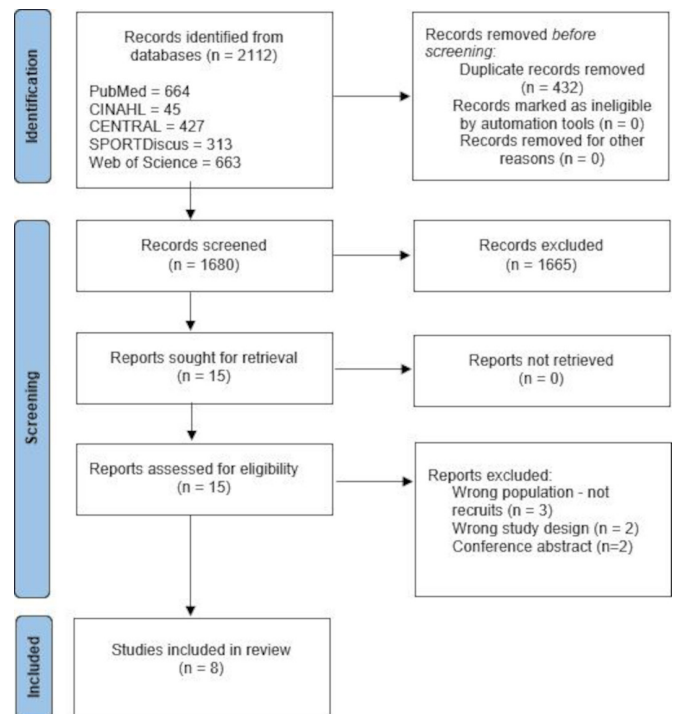 Identification
Records identified from
databases (n = 2112)
PubMed = 664
CINAHL = 45
CENTRAL = 427
SPORTDiscus = 313
Web of Science = 663
Records removed before
screening:
Duplicate records removed
(n = 432)
Records marked as ineligible
by automation tools (n = 0)
Records removed for other
reasons (n = 0)
Screening
Records screened
(n = 1680)
Records excluded
(n = 1665)
Reports sought for retrieval
(n = 15)
Reports not retrieved
(n = 0)
Reports assessed for eligibility
(n = 15)
Reports excluded:
Wrong population - not
recruits (n = 3)
Wrong study design (n = 2)
Conference abstract (n=2)
Included
Studies included in review
(n = 8)